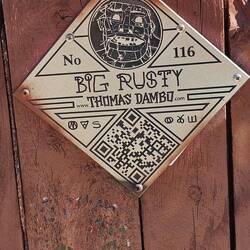 No 116
BIG RUSTY
THOMAS DAMBO
www. .com